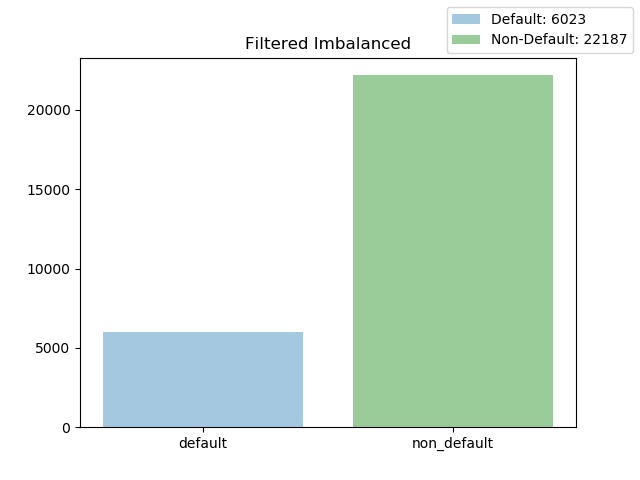 Default: 6023
Non-Default: 22187
Filtered Imbalanced
20000
15000
10000
5000
0
default non_default